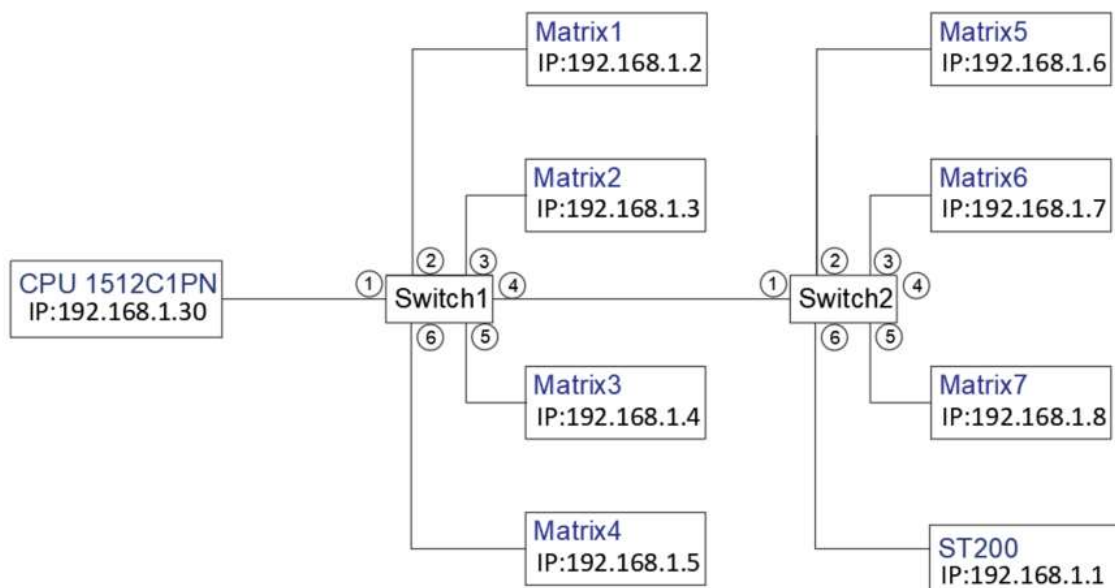 Matrix1
IP:192.168.1.2
Matrix5
IP:192.168.1.6
Matrix2
IP:192.168.1.3
Matrix6
IP:192.168.1.7
CPU 1512C1PN
IP:192.168.1.30
1
2
3
Switch1
4
6
5
1
2
3
Switch2
4
6
5
Matrix3
IP:192.168.1.4
Matrix7
IP:192.168.1.8
Matrix4
IP:192.168.1.5
ST200
IP:192.168.1.1